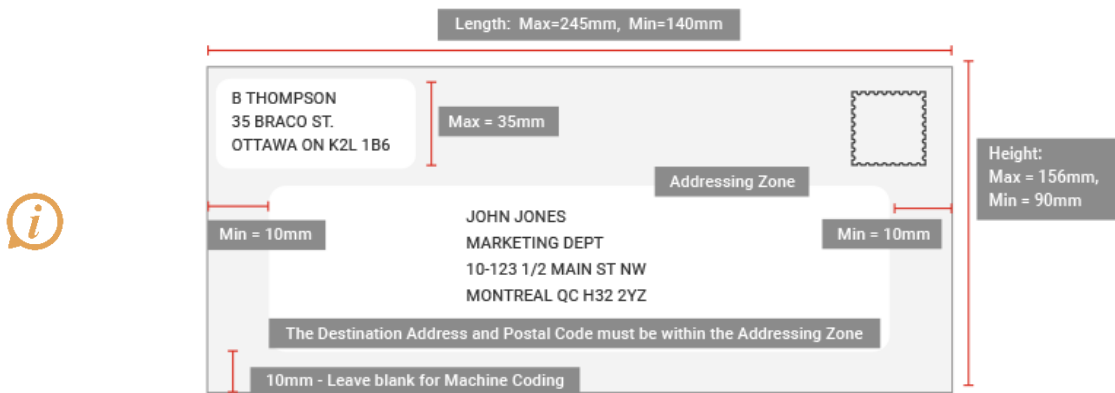 Length: Max=245mm, Min=140mm
B THOMPSON
35 BRACO ST.
OTTAWA ON K2L 1B6
Max = 35mm
Height:
Max = 156mm,
Min = 90mm
Addressing Zone
Min = 10mm
JOHN JONES
MARKETING DEPT
10-123 1/2 MAIN ST NW
MONTREAL QC H32 2YZ
Min = 10mm
The Destination Address and Postal Code must be within the Addressing Zone
10mm - Leave blank for Machine Coding
i